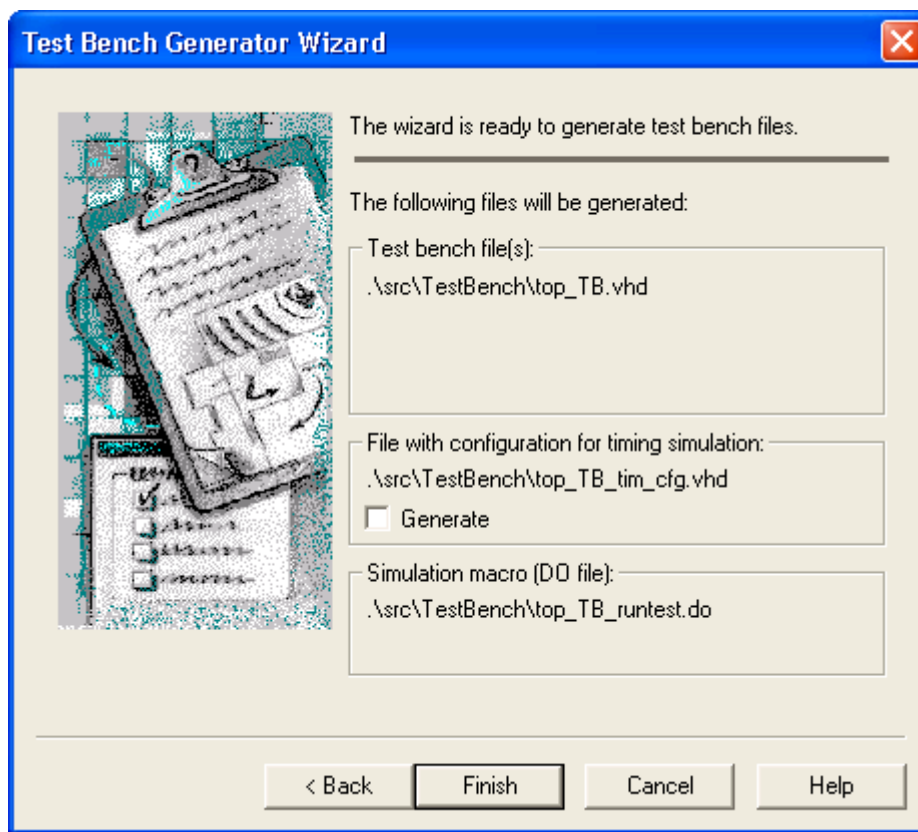 Test Bench Generator Wizard
The wizard is ready to generate test bench files.
The following files will be generated:
Test bench file(s):
.\src\TestBench\top_TB.vhd
File with configuration for timing simulation:
.\src\TestBench\top_TB_tim_cfg.vhd
Generate
Simulation macro (DO file):
.\src\TestBench\top_TB_runtest.do
< Back
Finish
Cancel
Help